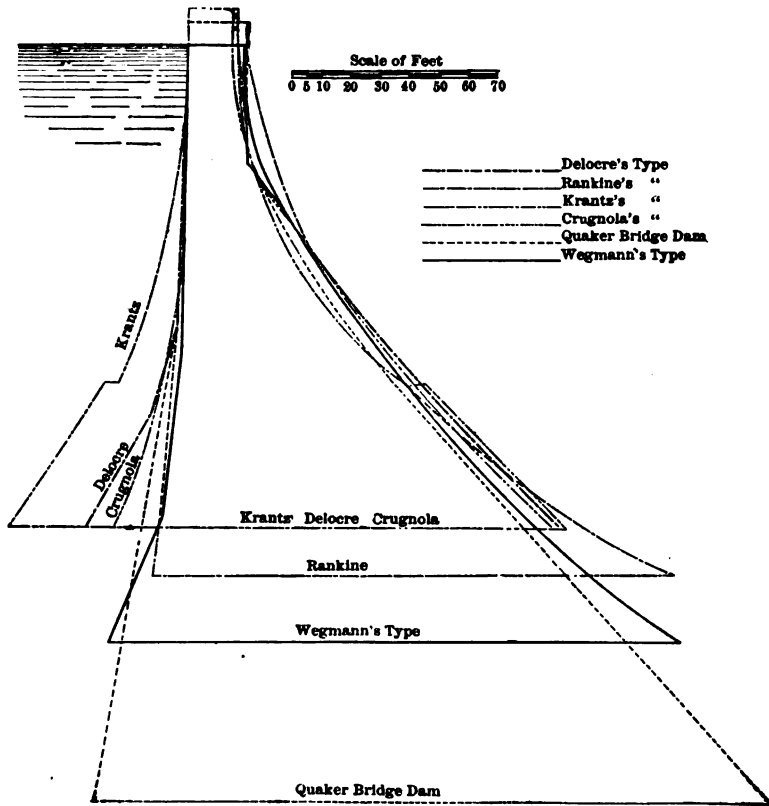 Scale of Feet
0 5 10 20 30 40 50 60 70
Delocre's Type
Rankine's "
Krantz's "
Crugnola's "
Quaker Bridge Dam
Wegmann's Type
Krantz
Delocre
Crugnola
Krants Delocre Crugnola
Rankine
Wegmann's Type
Quaker Bridge Dam